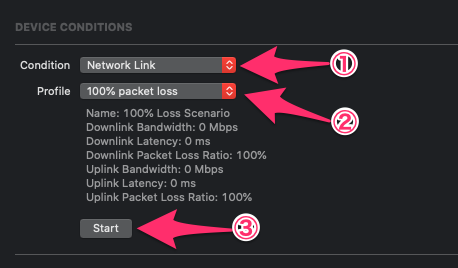 DEVICE CONDITIONS
Condition Network Link ①
Profile 100% packet loss ②
Name: 100% Loss Scenario
Downlink Bandwidth: 0 Mbps
Downlink Latency: 0 ms
Downlink Packet Loss Ratio: 100%
Uplink Bandwidth: 0 Mbps
Uplink Latency: 0 ms
Uplink Packet Loss Ratio: 100%
Start ③